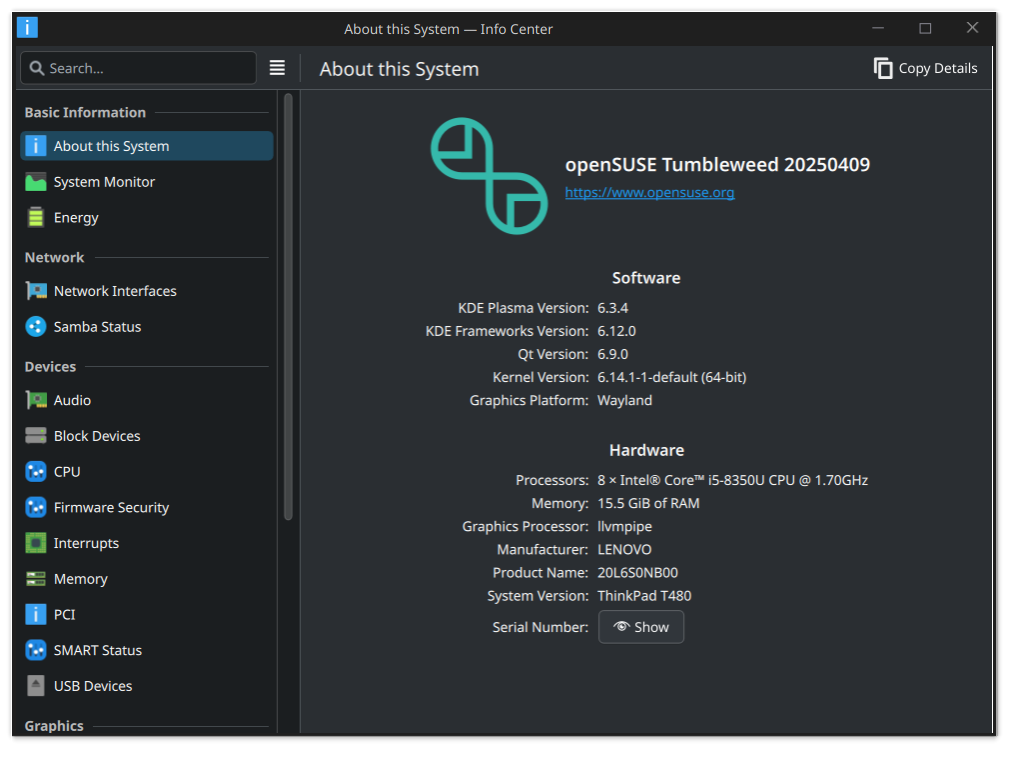 About this System — Info Center
Search...
About this System
Copy Details
Basic Information
About this System
System Monitor
Energy
Network
Network Interfaces
Samba Status
Devices
Audio
Block Devices
CPU
Firmware Security
Interrupts
Memory
PCI
SMART Status
USB Devices
Graphics
openSUSE Tumbleweed 20250409
https://www.opensuse.org
Software
KDE Plasma Version: 6.3.4
KDE Frameworks Version: 6.12.0
Qt Version: 6.9.0
Kernel Version: 6.14.1-1-default (64-bit)
Graphics Platform: Wayland
Hardware
Processors: 8 × Intel® Core™ i5-8350U CPU @ 1.70GHz
Memory: 15.5 GiB of RAM
Graphics Processor: llvmpipe
Manufacturer: LENOVO
Product Name: 20L6S0NB00
System Version: ThinkPad T480
Serial Number: Show